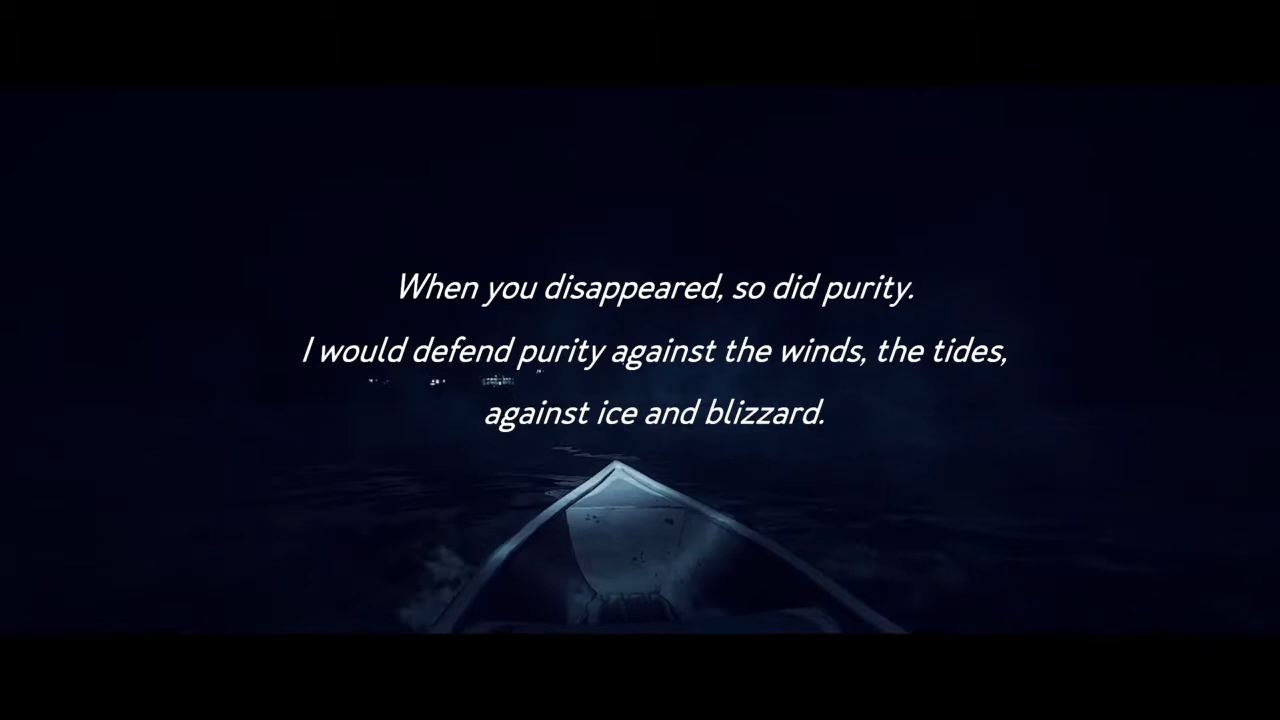 When you disappeared, so did purity.
I would defend purity against the winds, the tides,
against ice and blizzard.